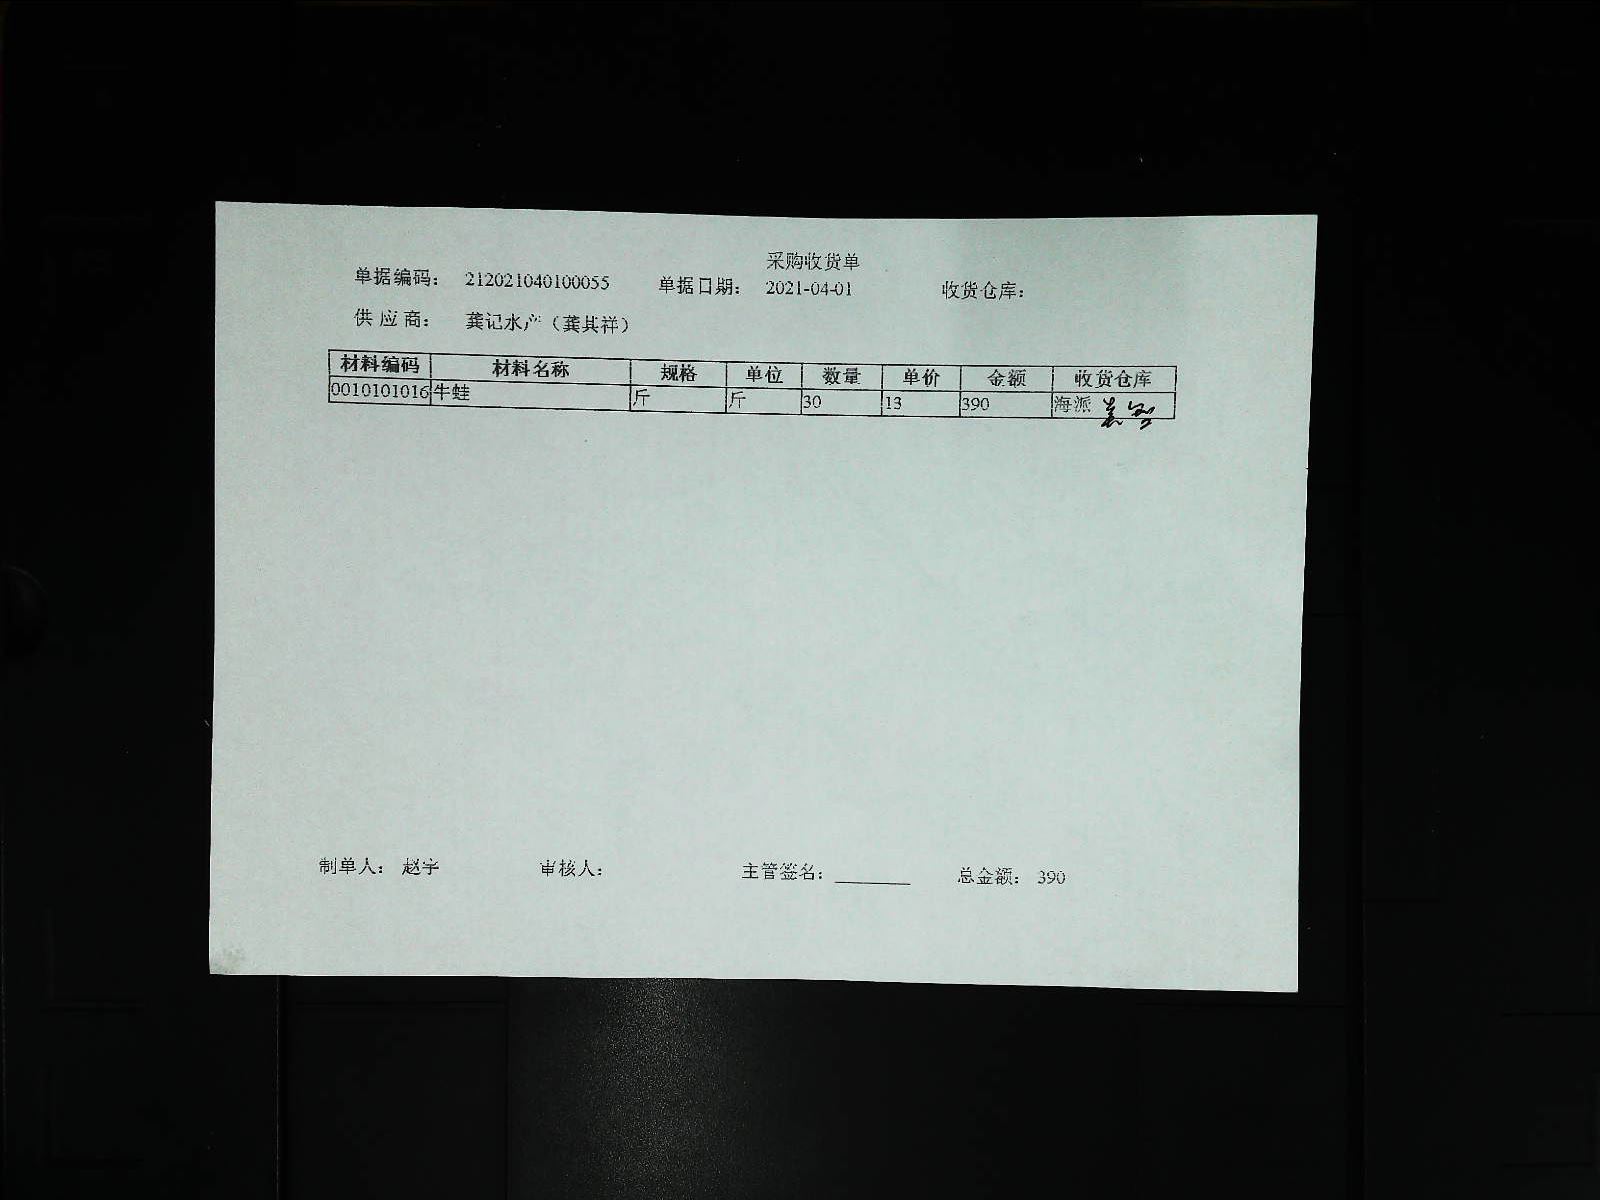 采购收货单
单据编码： 212021040100055 单据日期： 2021-04-01 收货仓库：
供 应 商： 龚记水产（龚其祥）
材料编码 材料名称 规格 单位 数量 单价 金额 收货仓库
0010101016 牛蛙 斤 斤 30 13 390 海派
制单人： 赵宇 审核人： 主管签名： ________ 总金额： 390